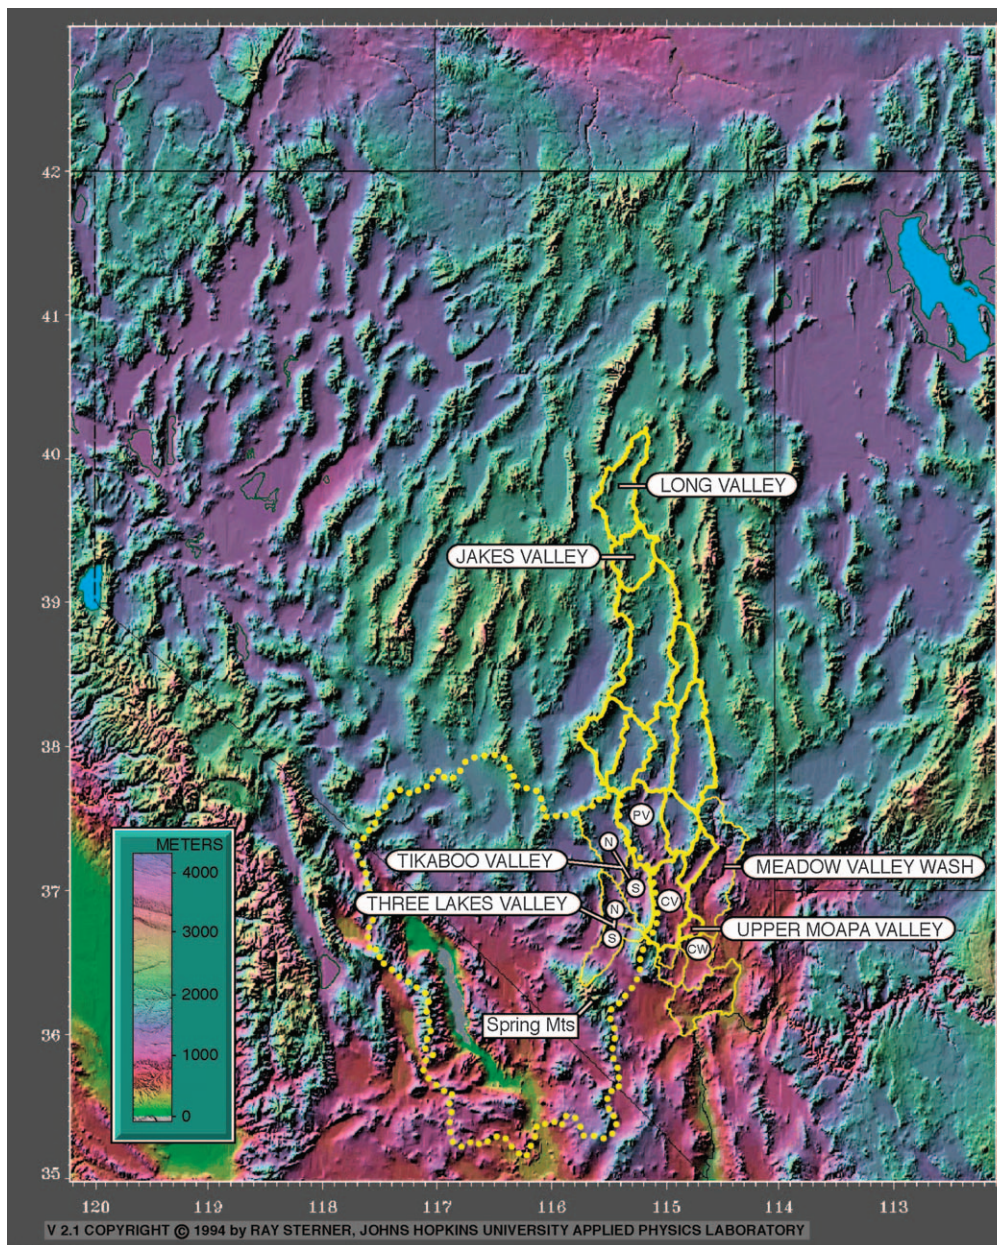 42
41
40
LONG VALLEY
JAKES VALLEY
39
38
PV
N
METERS
4000
TIKABOO VALLEY
MEADOW VALLEY WASH
S
37
THREE LAKES VALLEY
N
CV
3000
UPPER MOAPA VALLEY
S
CW
2000
Spring Mts
36
1000
0
35
120 119 118 117 116 115 114 113
V 2.1 COPYRIGHT © 1994 by RAY STERNER, JOHNS HOPKINS UNIVERSITY APPLIED PHYSICS LABORATORY